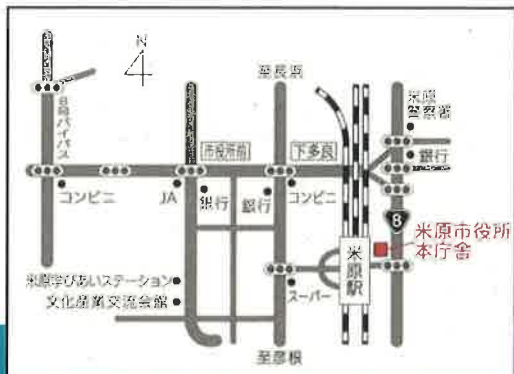 N
至長浜
8号バイパス
米原
警察署
市役所前
下多良
銀行
コンビニ
JA
銀行
銀行
コンビニ
8
米原市役所
本庁舎
米原駅
米原学びあいステーション
文化産業交流会館
スーパー
至彦根